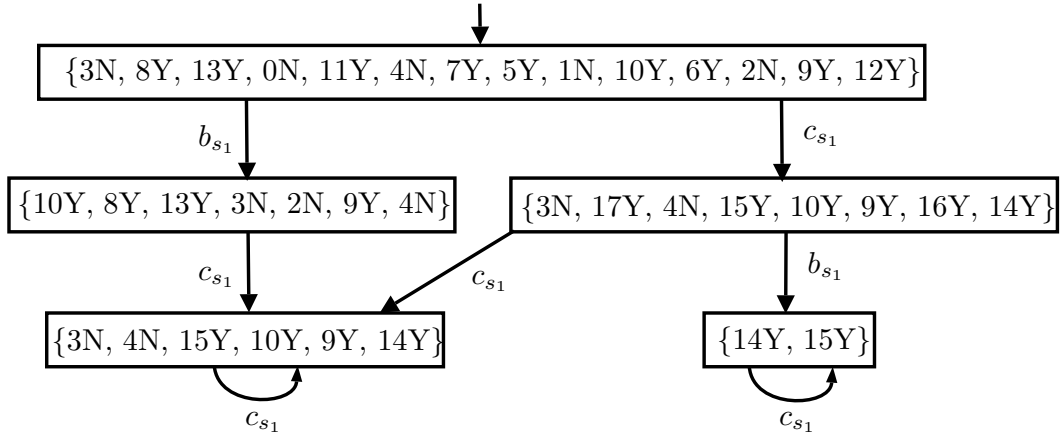 {3N, 8Y, 13Y, 0N, 11Y, 4N, 7Y, 5Y, 1N, 10Y, 6Y, 2N, 9Y, 12Y}
b_{s_1}
c_{s_1}
{10Y, 8Y, 13Y, 3N, 2N, 9Y, 4N}
{3N, 17Y, 4N, 15Y, 10Y, 9Y, 16Y, 14Y}
c_{s_1}
c_{s_1}
b_{s_1}
{3N, 4N, 15Y, 10Y, 9Y, 14Y}
{14Y, 15Y}
c_{s_1}
c_{s_1}